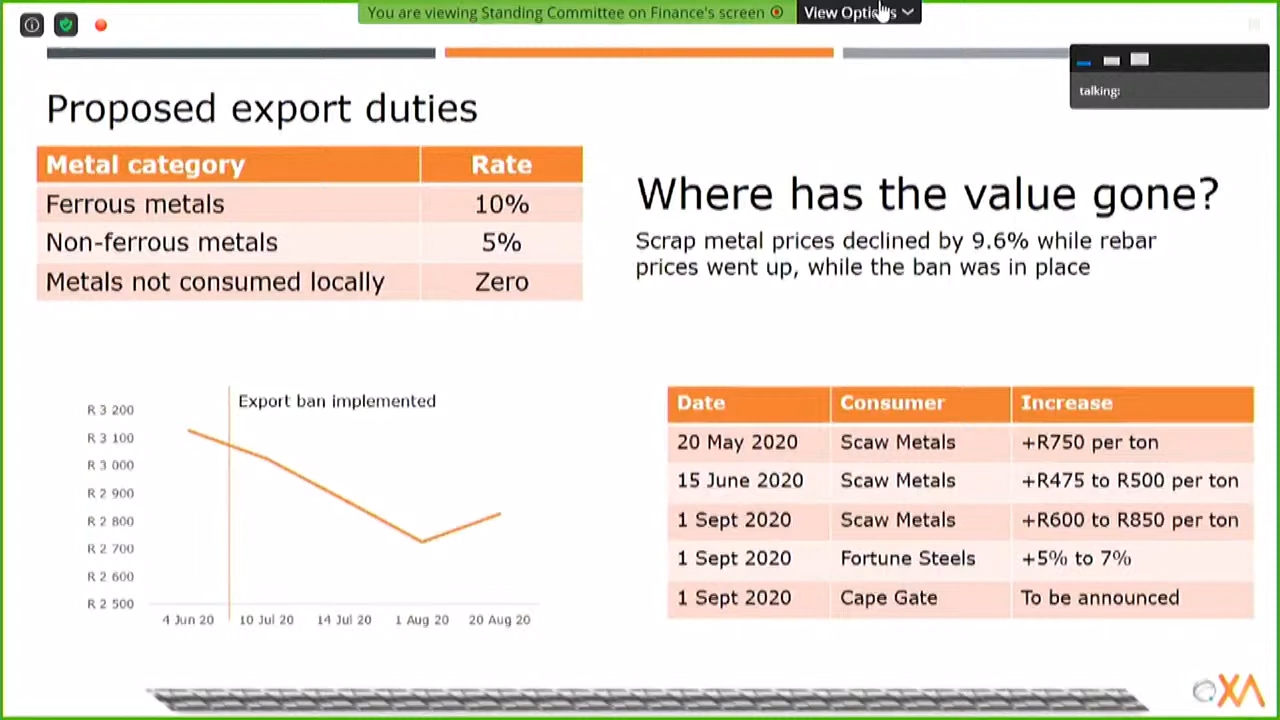 You are viewing Standing Committee on Finance's screen
View Options
talking:
Proposed export duties
Metal category Rate
Ferrous metals 10%
Non-ferrous metals 5%
Metals not consumed locally Zero
Where has the value gone?
Scrap metal prices declined by 9.6% while rebar
prices went up, while the ban was in place
Export ban implemented
R 3 200
R 3 100
R 3 000
R 2 900
R 2 800
R 2 700
R 2 600
R 2 500
4 Jun 20 10 Jul 20 14 Jul 20 1 Aug 20 20 Aug 20
Date Consumer Increase
20 May 2020 Scaw Metals +R750 per ton
15 June 2020 Scaw Metals +R475 to R500 per ton
1 Sept 2020 Scaw Metals +R600 to R850 per ton
1 Sept 2020 Fortune Steels +5% to 7%
1 Sept 2020 Cape Gate To be announced
XA